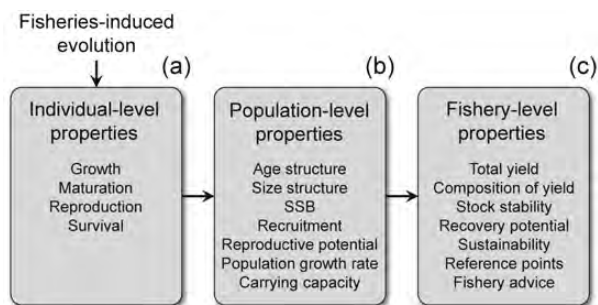 Fisheries-induced
evolution
(a)
Individual-level
properties
Growth
Maturation
Reproduction
Survival
(b)
Population-level
properties
Age structure
Size structure
SSB
Recruitment
Reproductive potential
Population growth rate
Carrying capacity
(c)
Fishery-level
properties
Total yield
Composition of yield
Stock stability
Recovery potential
Sustainability
Reference points
Fishery advice